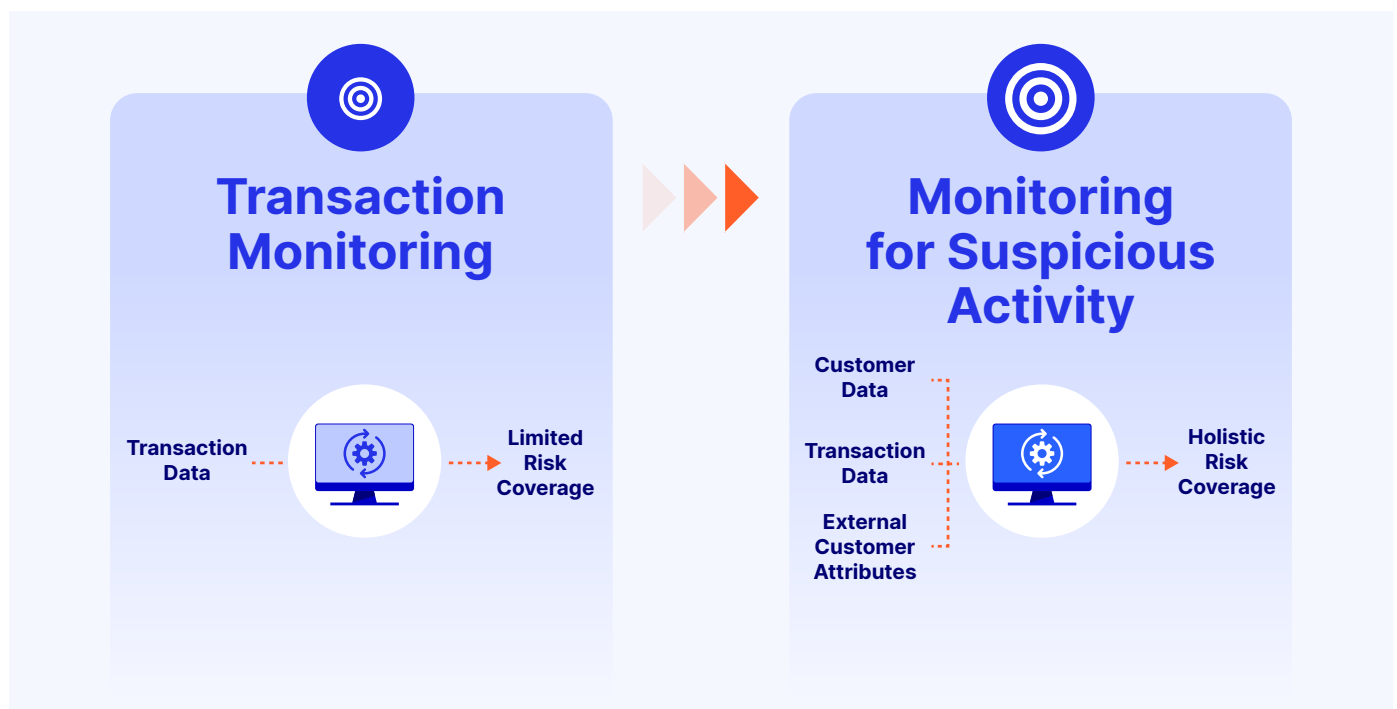 Transaction
Monitoring
Transaction
Data
Limited
Risk
Coverage
Monitoring
for Suspicious
Activity
Customer
Data
Transaction
Data
External
Customer
Attributes
Holistic
Risk
Coverage